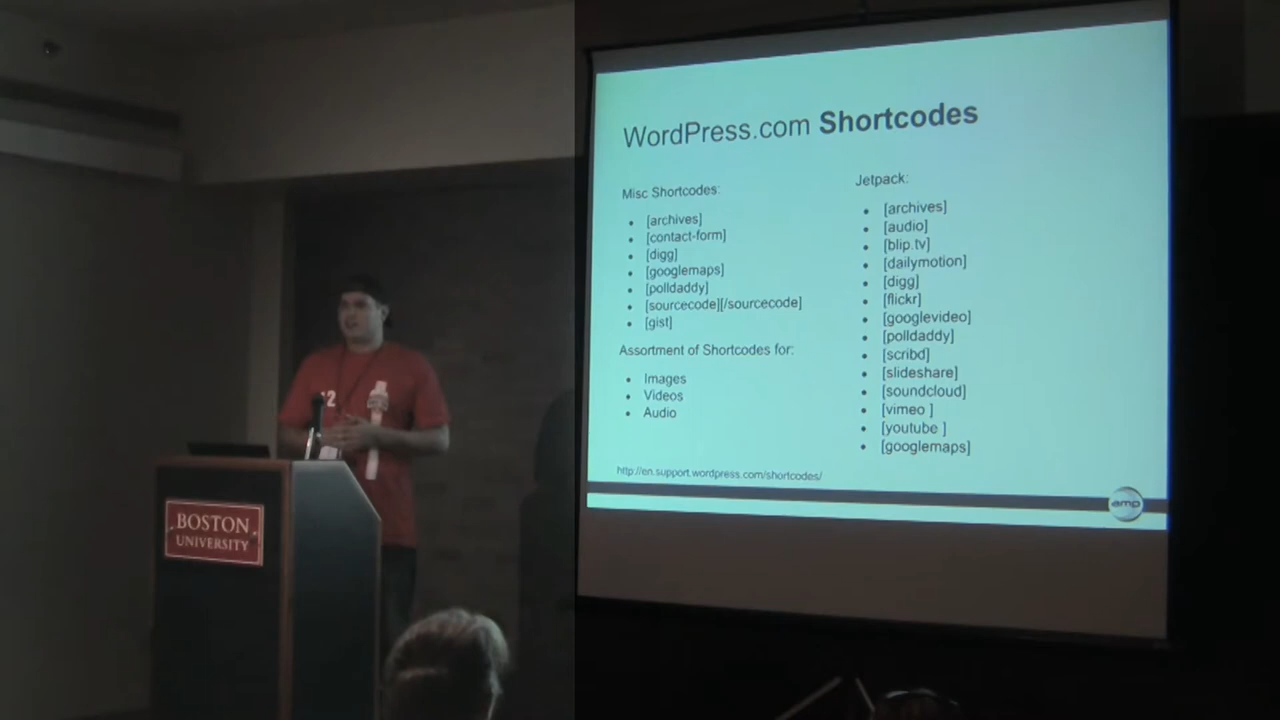 WordPress.com Shortcodes
Misc Shortcodes:
[archives]
[contact-form]
[digg]
[googlemaps]
[polldaddy]
[sourcecode][/sourcecode]
[gist]
Assortment of Shortcodes for:
Images
Videos
Audio
http://en.support.wordpress.com/shortcodes/
Jetpack:
[archives]
[audio]
[blip.tv]
[dailymotion]
[digg]
[flickr]
[googlevideo]
[polldaddy]
[scribd]
[slideshare]
[soundcloud]
[vimeo ]
[youtube ]
[googlemaps]
amp
12
BOSTON
UNIVERSITY